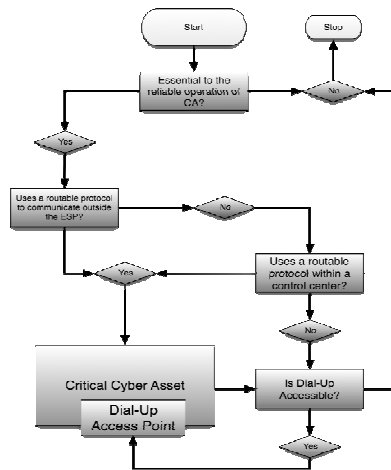 Start
Stop
Essential to the
reliable operation of
CA?
No
Yes
Uses a routable protocol
to communicate outside
the ESP?
No
Yes
Uses a routable
protocol within a
control center?
No
Critical Cyber Asset
Dial-Up
Access Point
Is Dial-Up
Accessible?
Yes